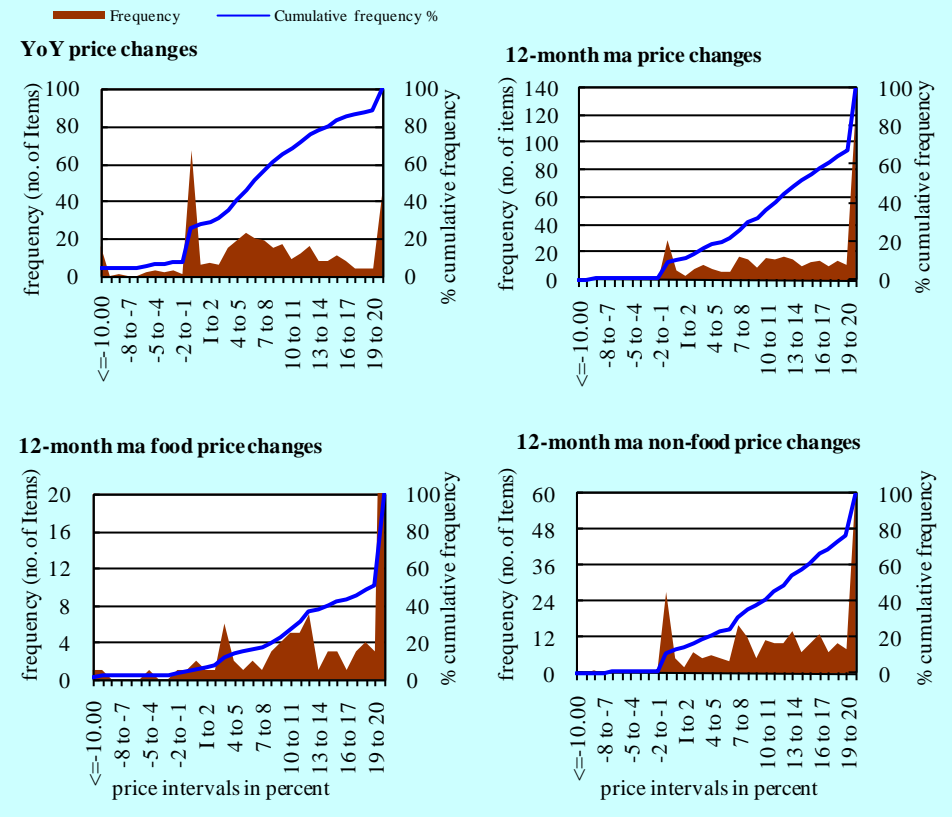 Frequency
Cumulative frequency %
YoY price changes
frequency (no. of Items)
100
80
60
40
20
0
100
80
60
40
20
0
% cumulative frequency
<=-10.00
-8 to -7
-5 to -4
-2 to -1
I to 2
4 to 5
7 to 8
10 to 11
13 to 14
16 to 17
19 to 20
12-month ma price changes
frequency (no. of items)
140
120
100
80
60
40
20
0
100
80
60
40
20
0
% cumulative frequency
<=-10.00
-8 to -7
-5 to -4
-2 to -1
I to 2
4 to 5
7 to 8
10 to 11
13 to 14
16 to 17
19 to 20
12-month ma food price changes
frequency (no. of Items)
20
16
12
8
4
0
100
80
60
40
20
0
% cumulative frequency
<=-10.00
-8 to -7
-5 to -4
-2 to -1
I to 2
4 to 5
7 to 8
10 to 11
13 to 14
16 to 17
19 to 20
price intervals in percent
12-month ma non-food price changes
frequency (no. of Items)
60
48
36
24
12
0
100
80
60
40
20
0
% cumulative frequency
<=-10.00
-8 to -7
-5 to -4
-2 to -1
I to 2
4 to 5
7 to 8
10 to 11
13 to 14
16 to 17
19 to 20
price intervals in percent